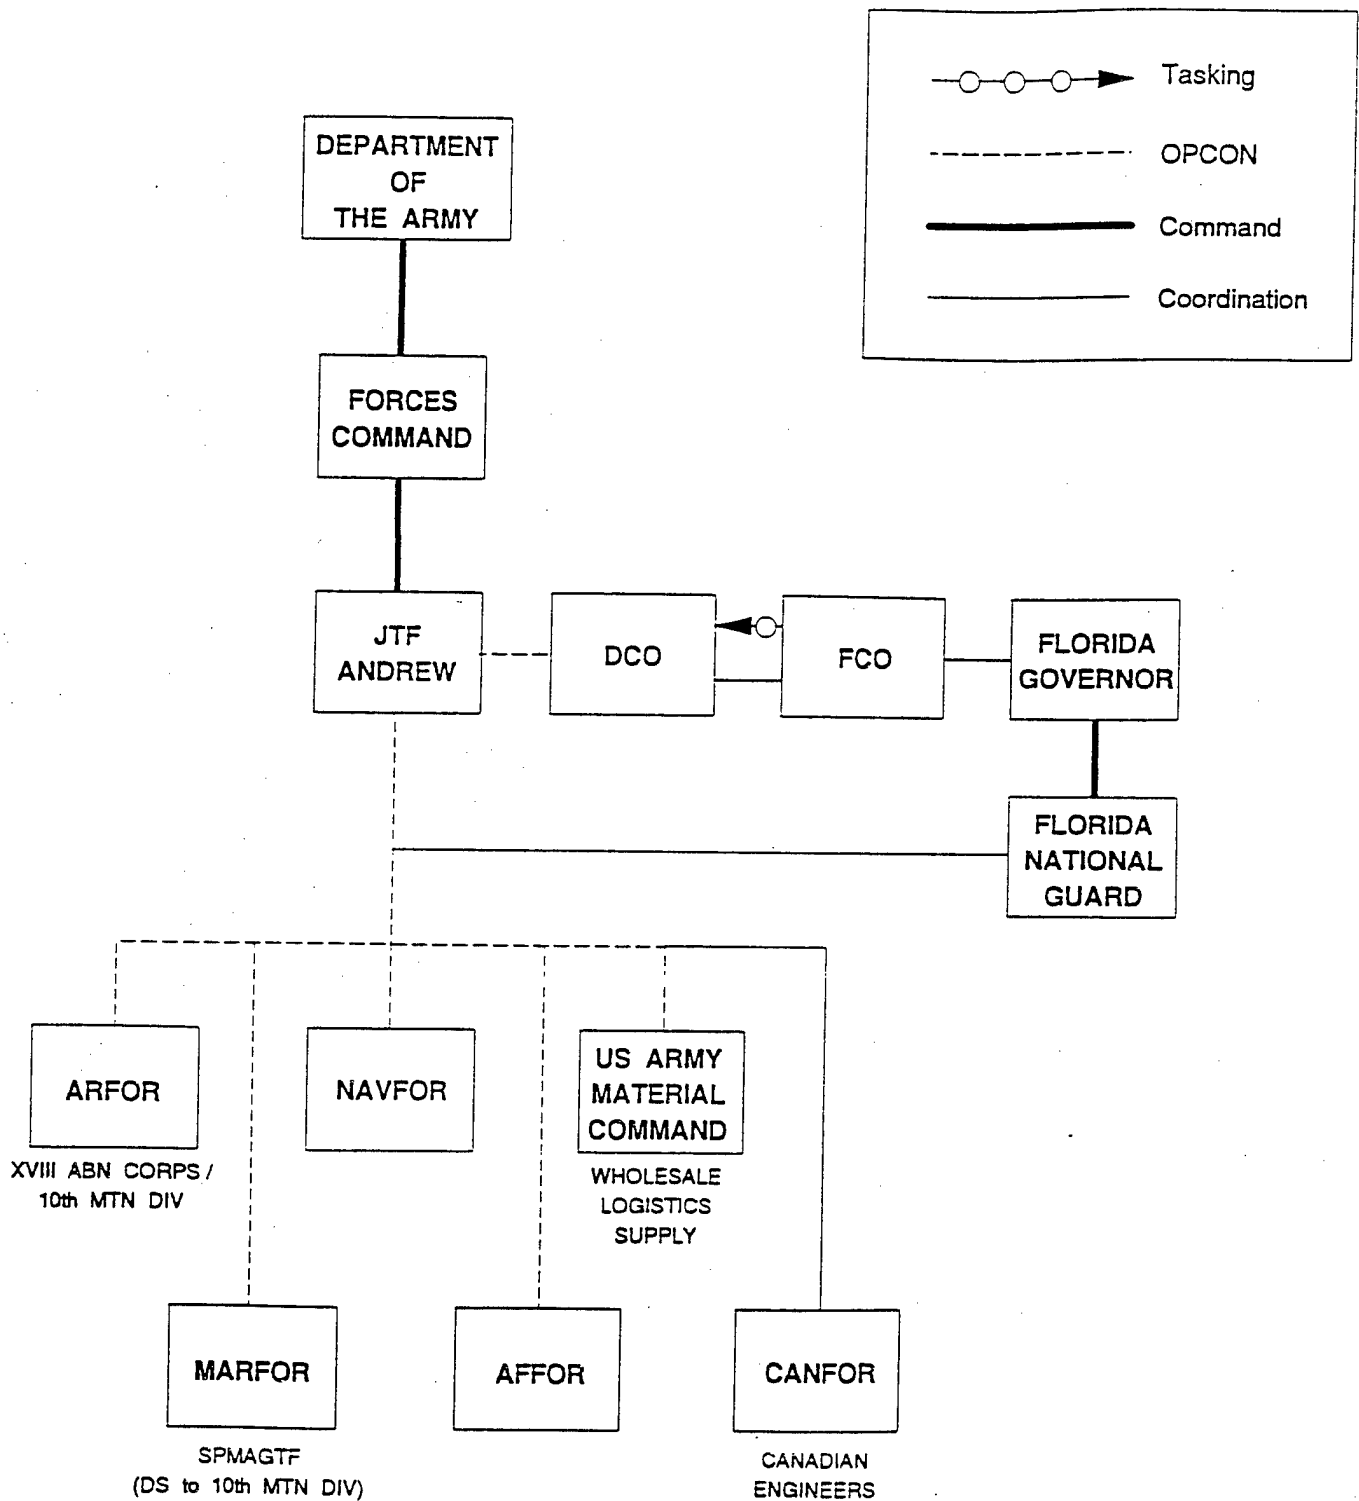 Tasking
OPCON
Command
Coordination
DEPARTMENT
OF
THE ARMY
FORCES
COMMAND
JTF
ANDREW
DCO
FCO
FLORIDA
GOVERNOR
FLORIDA
NATIONAL
GUARD
ARFOR
XVIII ABN CORPS /
10th MTN DIV
NAVFOR
US ARMY
MATERIAL
COMMAND
WHOLESALE
LOGISTICS
SUPPLY
MARFOR
SPMAGTF
(DS to 10th MTN DIV)
AFFOR
CANFOR
CANADIAN
ENGINEERS